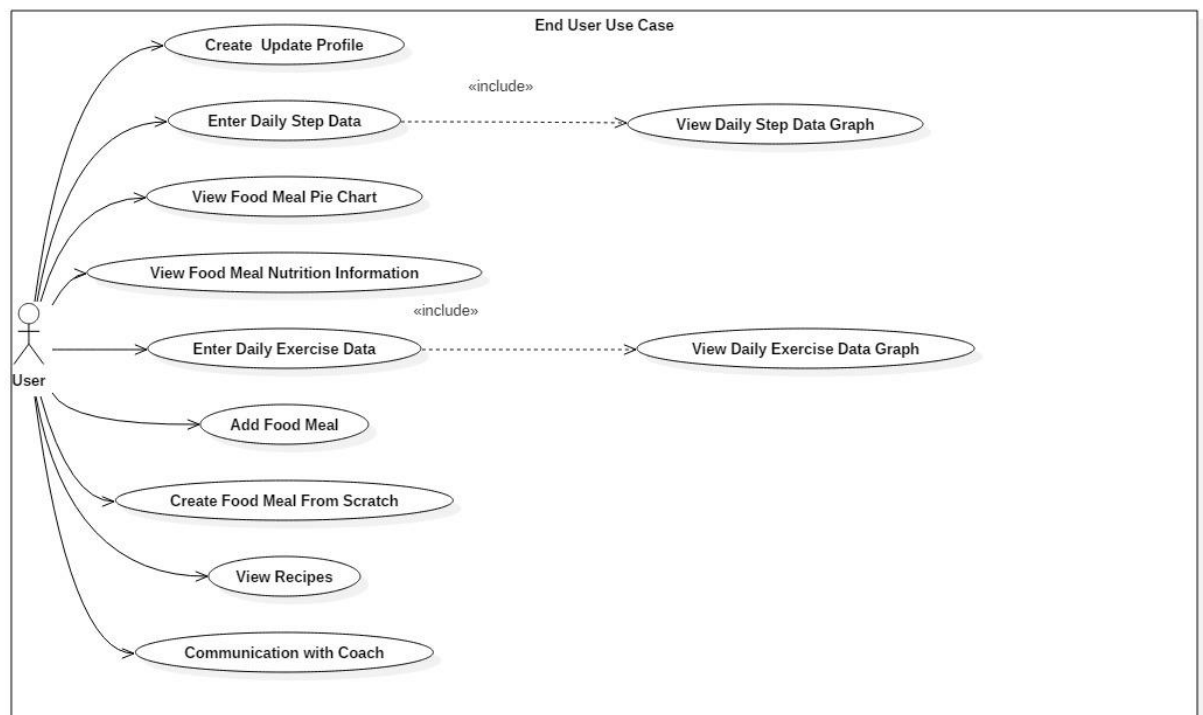 End User Use Case
Create  Update Profile
«include»
Enter Daily Step Data
View Daily Step Data Graph
View Food Meal Pie Chart
View Food Meal Nutrition Information
«include»
Enter Daily Exercise Data
View Daily Exercise Data Graph
User
Add Food Meal
Create Food Meal From Scratch
View Recipes
Communication with Coach